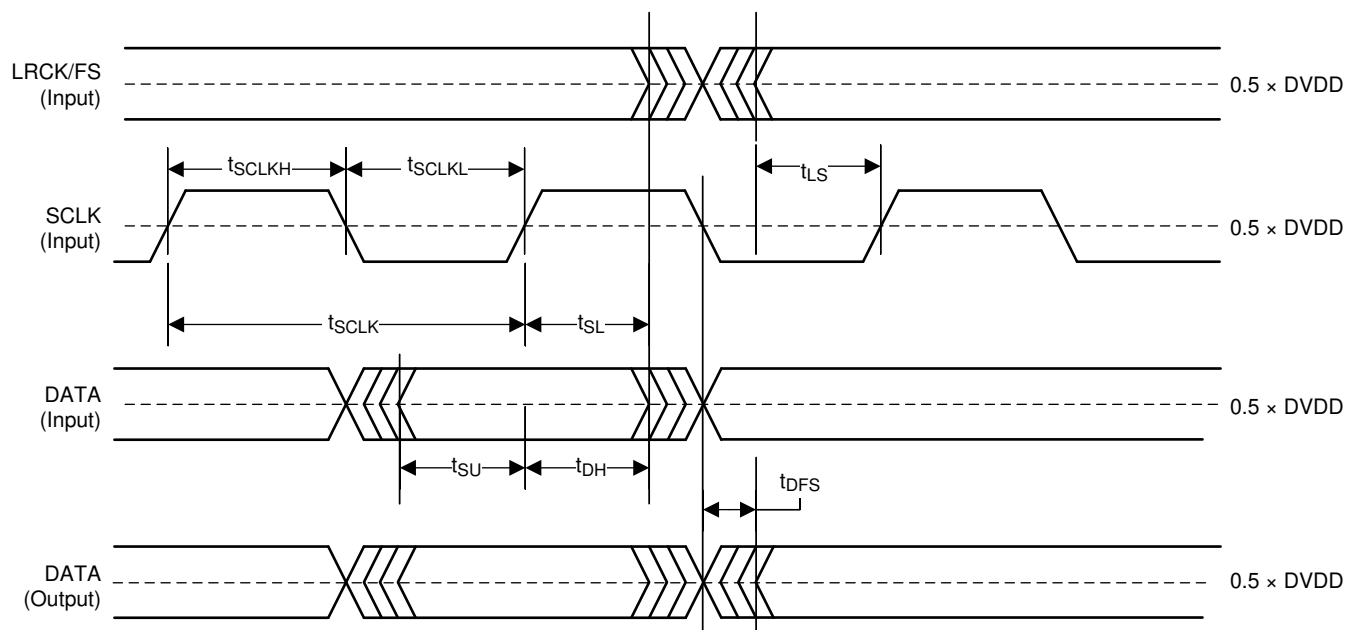 LRCK/FS
(Input)
0.5 × DVDD
tSCLKH
tSCLKL
tLS
SCLK
(Input)
0.5 × DVDD
tSCLK
tSL
DATA
(Input)
0.5 × DVDD
tSU
tDH
tDFS
DATA
(Output)
0.5 × DVDD